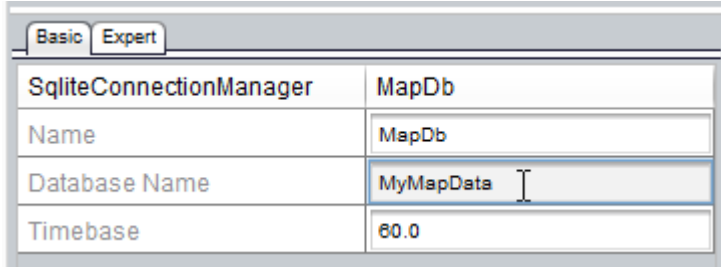 Basic Expert
SqliteConnectionManager MapDb
Name MapDb
Database Name MyMapData
Timebase 60.0